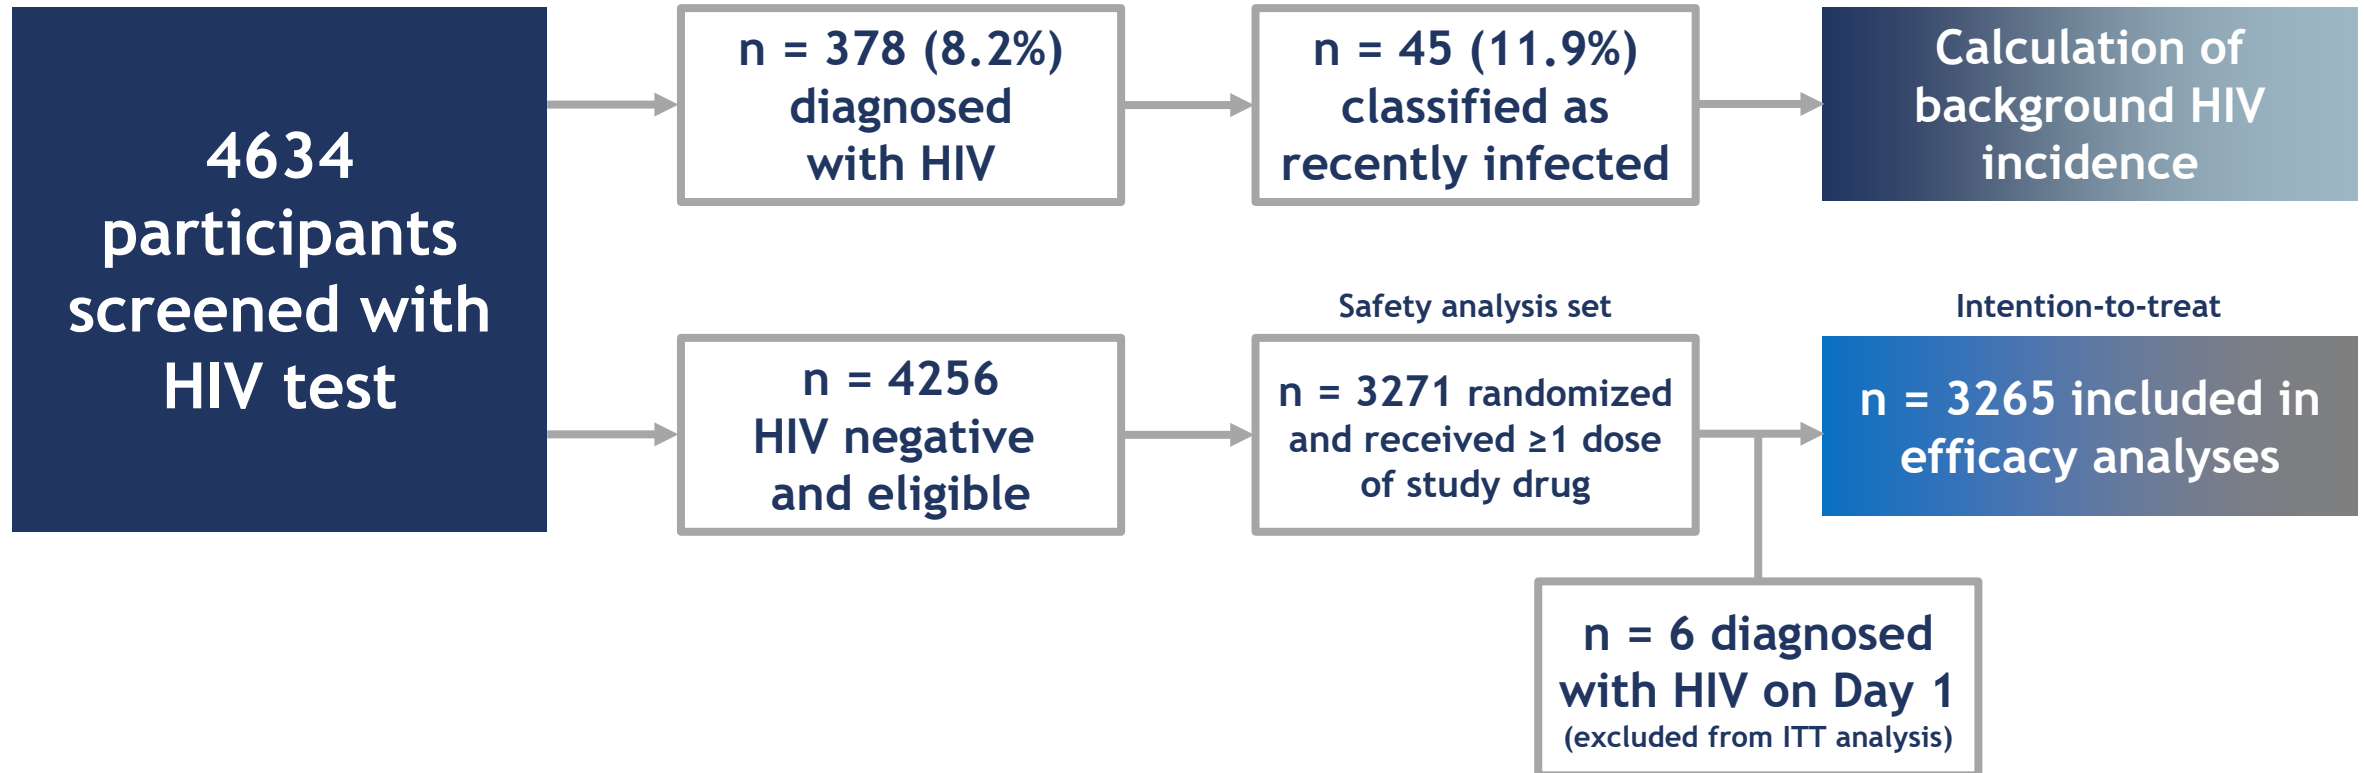 4634
participants
screened with
HIV test
n = 378 (8.2%)
diagnosed
with HIV
n = 45 (11.9%)
classified as
recently infected
Calculation of
background HIV
incidence
n = 4256
HIV negative
and eligible
Safety analysis set
n = 3271 randomized
and received ≥1 dose
of study drug
Intention-to-treat
n = 3265 included in
efficacy analyses
n = 6 diagnosed
with HIV on Day 1
(excluded from ITT analysis)